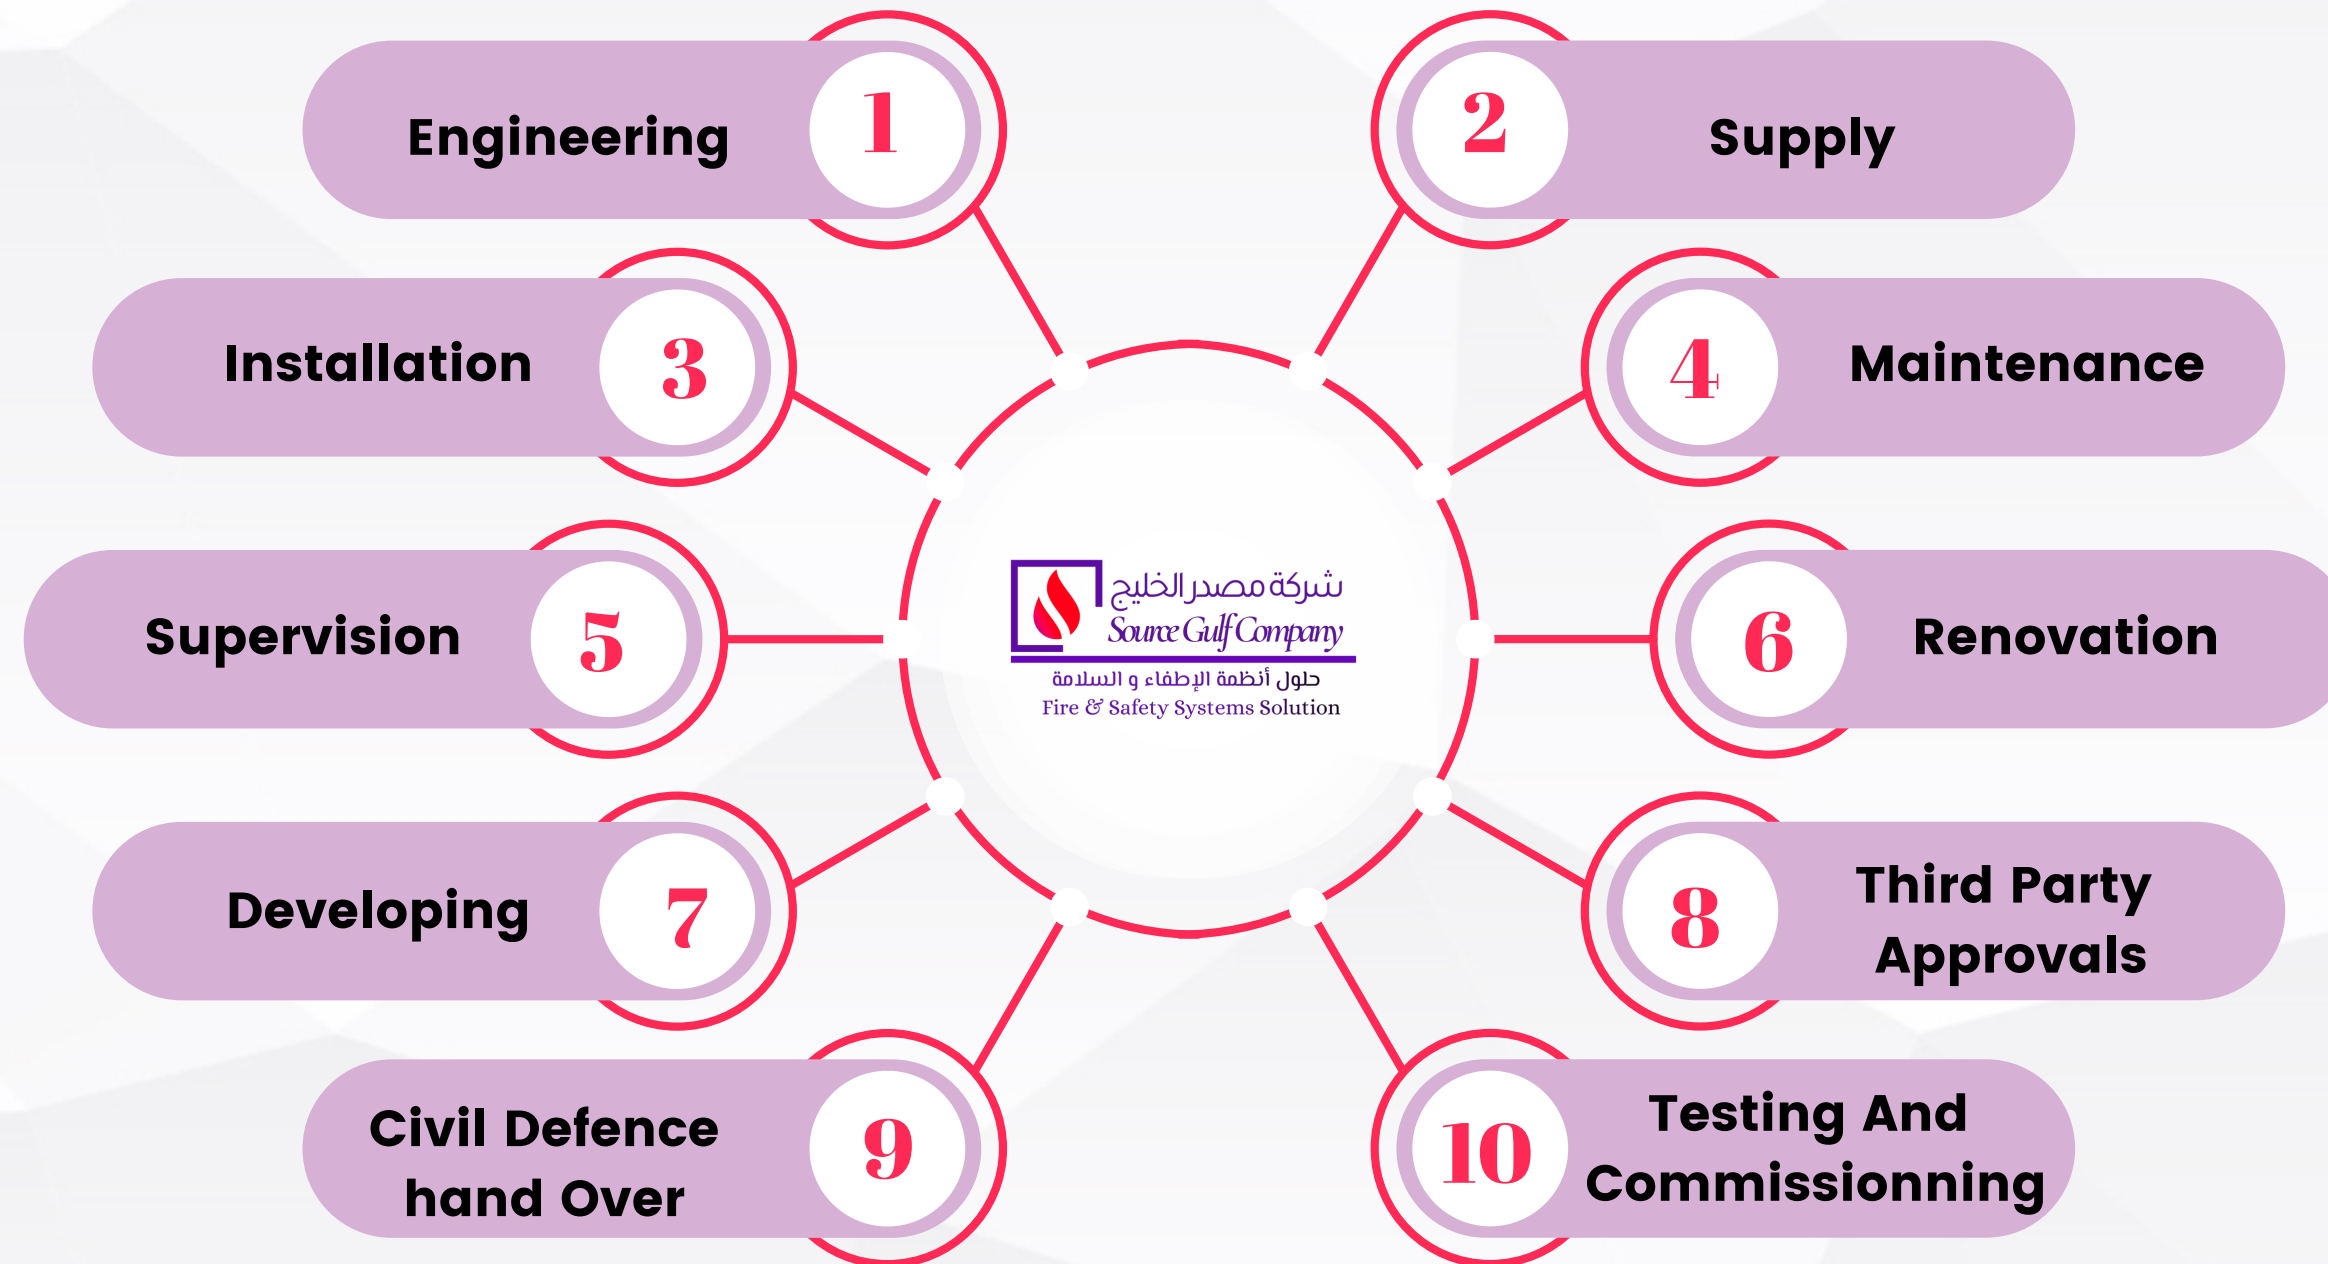 1
Engineering
2
Supply
3
Installation
4
Maintenance
5
Supervision
6
Renovation
7
Developing
8
Third Party
Approvals
9
Civil Defence
hand Over
10
Testing And
Commissionning
شركة مصدر الخليج
Source Gulf Company
حلول أنظمة الإطفاء و السلامة
Fire & Safety Systems Solution